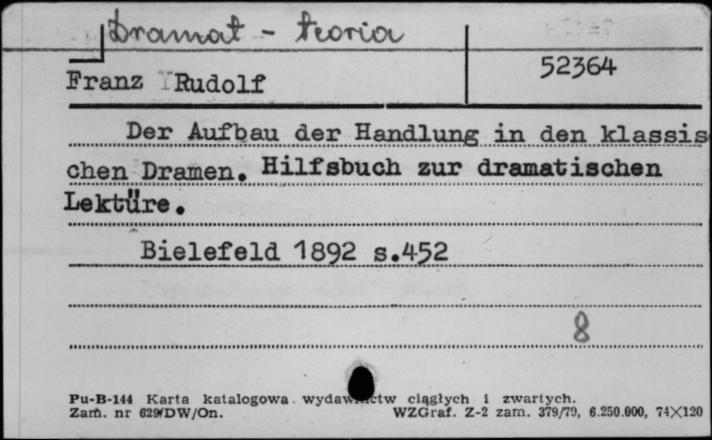 Dramat - teoria
52364
Franz Rudolf
Der Aufbau der Handlung in den klassis
chen Dramen. Hilfsbuch zur dramatischen
Lektüre.
Bielefeld 1892 s.452
8
Pu-B-144 Karta katalogowa wydawnictw ciągłych i zwartych.
Zam. nr 629/DW/On. WZGraf. Z-2 zam. 379/79, 6.250.000, 74X120